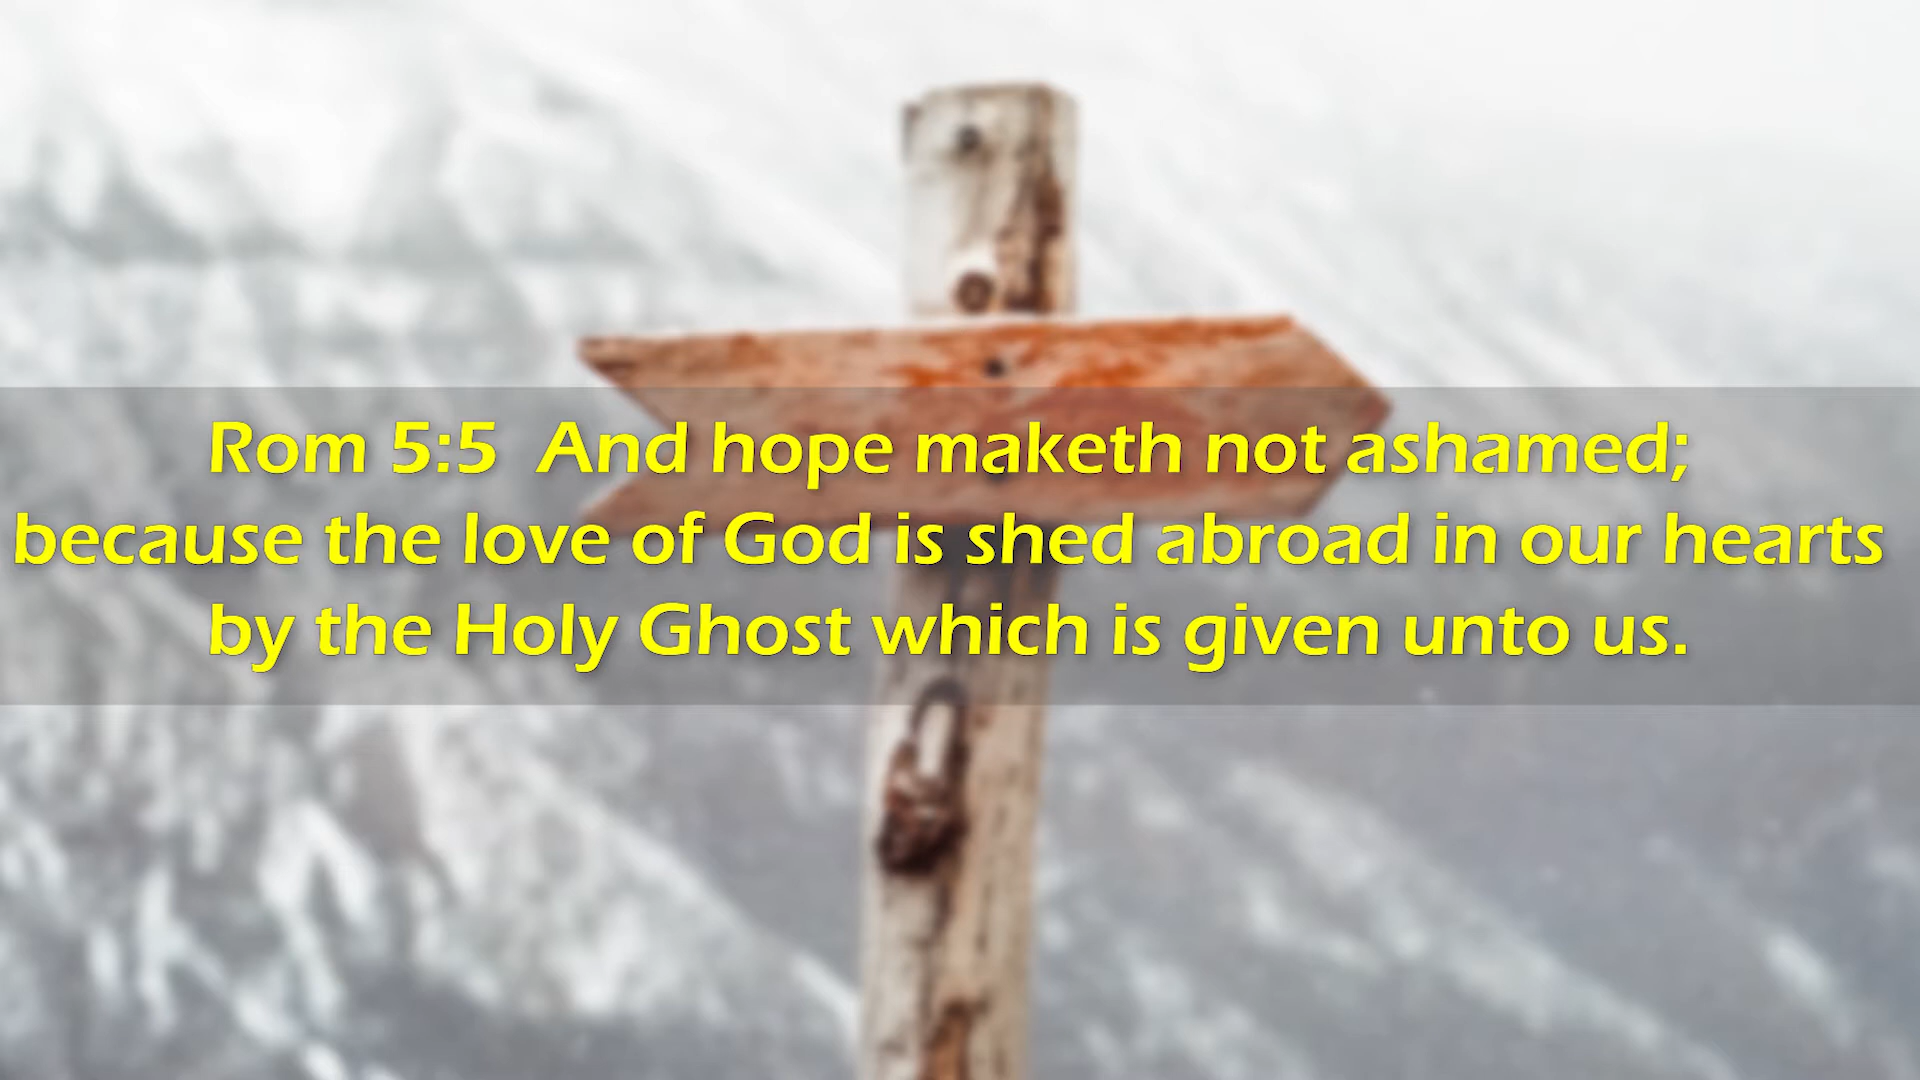 Rom 5:5  And hope maketh not ashamed;
because the love of God is shed abroad in our hearts
by the Holy Ghost which is given unto us.